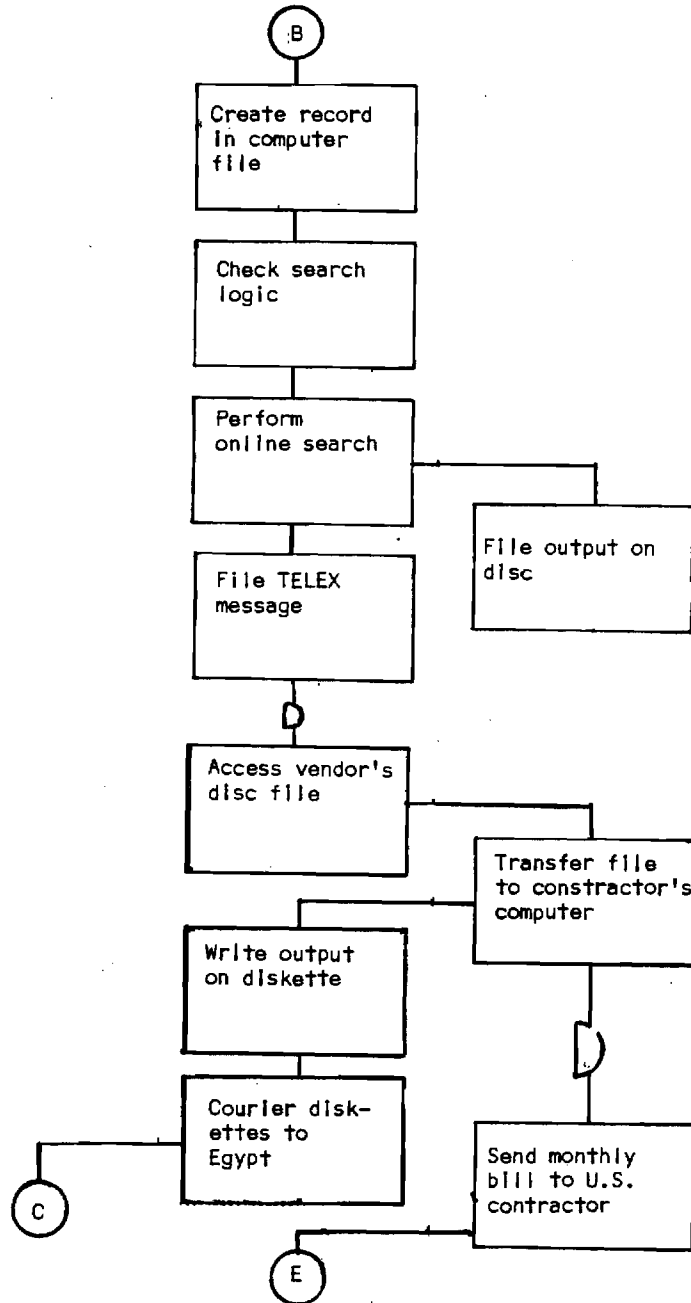 B
Create record
in computer
file
Check search
logic
Perform
online search
File output on
disc
File TELEX
message
Access vendor's
disc file
Transfer file
to constractor's
computer
Write output
on diskette
Courier disk-
ettes to
Egypt
Send monthly
bill to U.S.
contractor
C
E